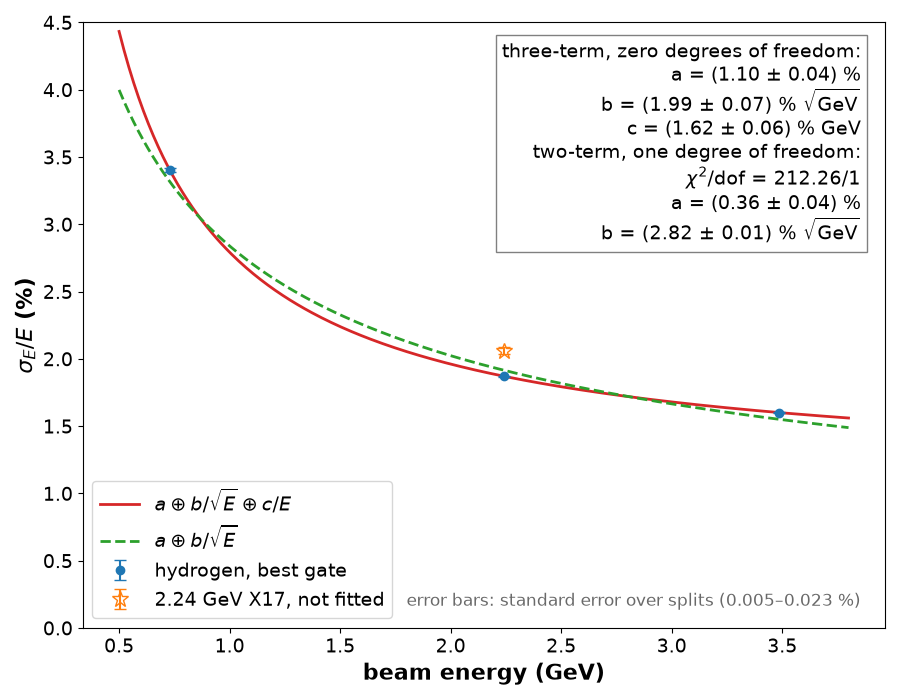 4.5
4.0
3.5
3.0
2.5
2.0
1.5
1.0
0.5
0.0
σ_E/E (%)
three-term, zero degrees of freedom:
a = (1.10 ± 0.04) %
b = (1.99 ± 0.07) % √GeV
c = (1.62 ± 0.06) % GeV
two-term, one degree of freedom:
χ²/dof = 212.26/1
a = (0.36 ± 0.04) %
b = (2.82 ± 0.01) % √GeV
a ⊕ b/√E ⊕ c/E
a ⊕ b/√E
hydrogen, best gate
2.24 GeV X17, not fitted
error bars: standard error over splits (0.005–0.023 %)
0.5 1.0 1.5 2.0 2.5 3.0 3.5
beam energy (GeV)